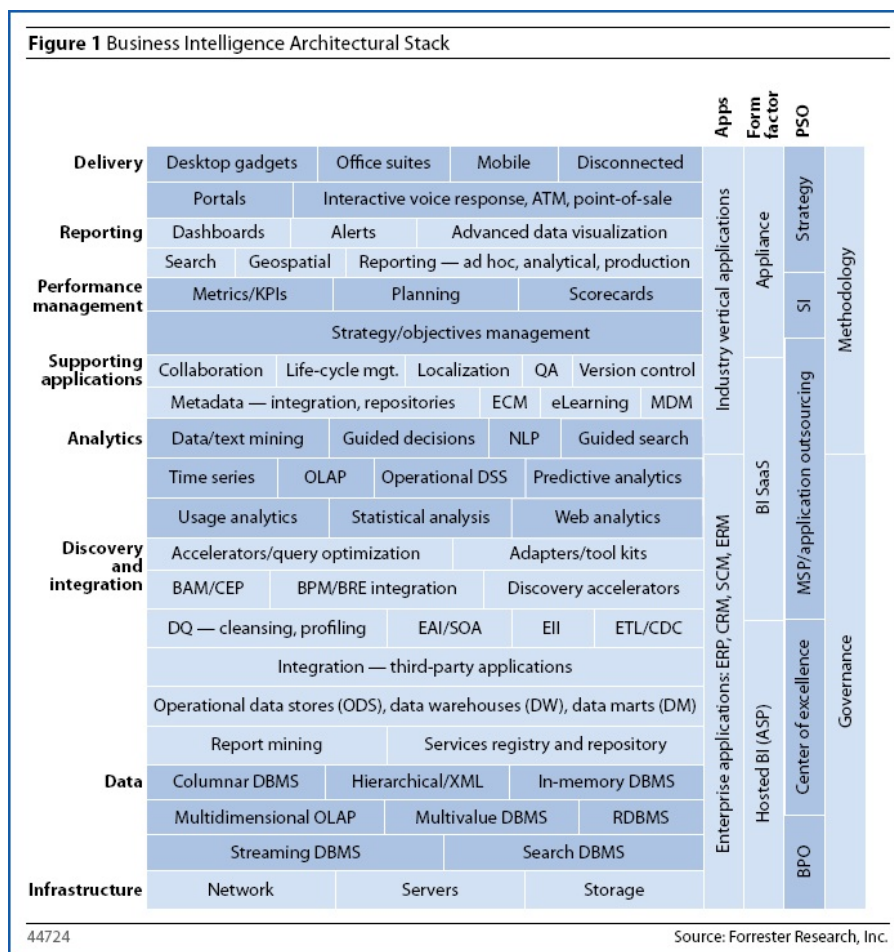 Figure 1 Business Intelligence Architectural Stack
Apps
Form factor
PSO
Delivery
Desktop gadgets Office suites Mobile Disconnected
Portals Interactive voice response, ATM, point-of-sale
Reporting
Dashboards Alerts Advanced data visualization
Search Geospatial Reporting — ad hoc, analytical, production
Performance management
Metrics/KPIs Planning Scorecards
Strategy/objectives management
Supporting applications
Collaboration Life-cycle mgt. Localization QA Version control
Metadata — integration, repositories ECM eLearning MDM
Analytics
Data/text mining Guided decisions NLP Guided search
Time series OLAP Operational DSS Predictive analytics
Usage analytics Statistical analysis Web analytics
Discovery and integration
Accelerators/query optimization Adapters/tool kits
BAM/CEP BPM/BRE integration Discovery accelerators
DQ — cleansing, profiling EAI/SOA EII ETL/CDC
Integration — third-party applications
Operational data stores (ODS), data warehouses (DW), data marts (DM)
Report mining Services registry and repository
Data
Columnar DBMS Hierarchical/XML In-memory DBMS
Multidimensional OLAP Multivalue DBMS RDBMS
Streaming DBMS Search DBMS
Infrastructure
Network Servers Storage
Industry vertical applications
Enterprise applications: ERP, CRM, SCM, ERM
Appliance
BI SaaS
Hosted BI (ASP)
Strategy
SI
MSP/application outsourcing
Center of excellence
BPO
Methodology
Governance
44724
Source: Forrester Research, Inc.